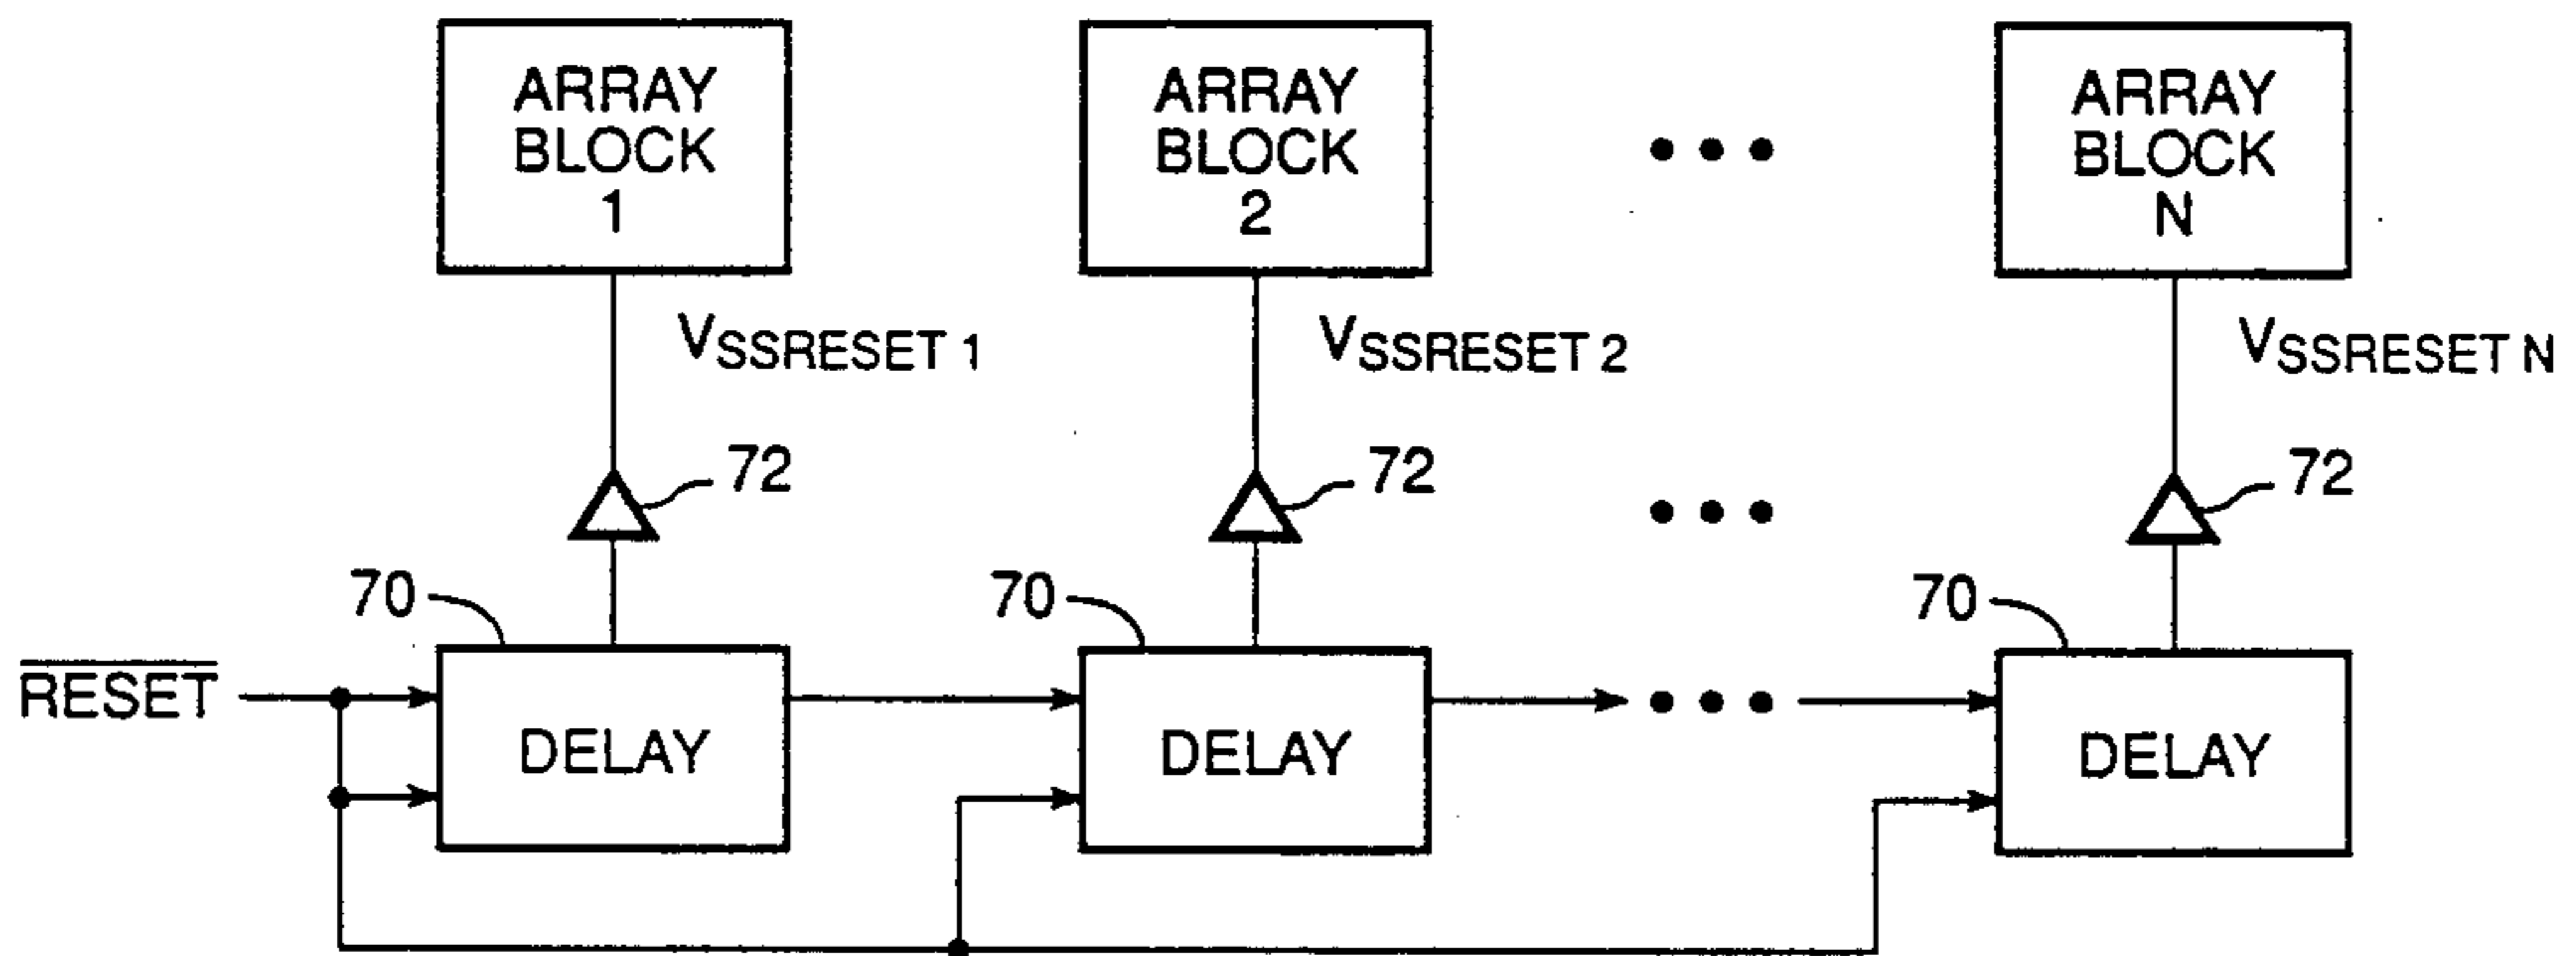 ARRAY
BLOCK
1
ARRAY
BLOCK
2
ARRAY
BLOCK
N
VSSRESET 1
VSSRESET 2
VSSRESET N
72
72
72
70
70
70
RESET
DELAY
DELAY
DELAY